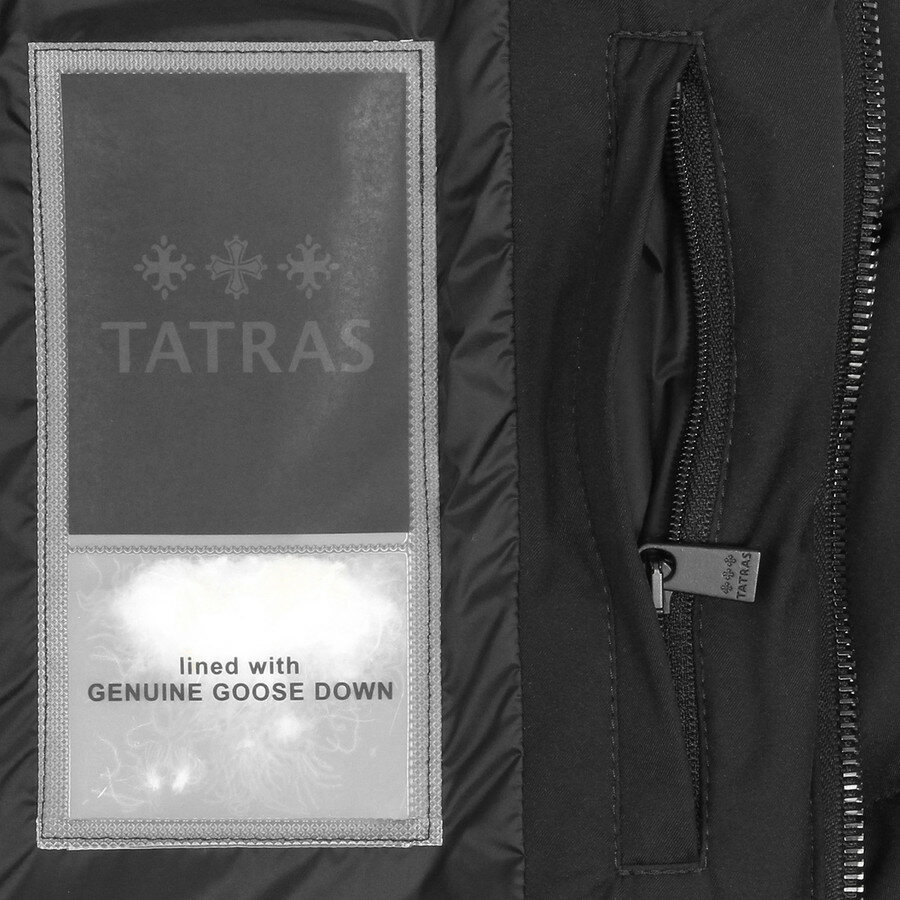 TATRAS
lined with
GENUINE GOOSE DOWN
TATRAS